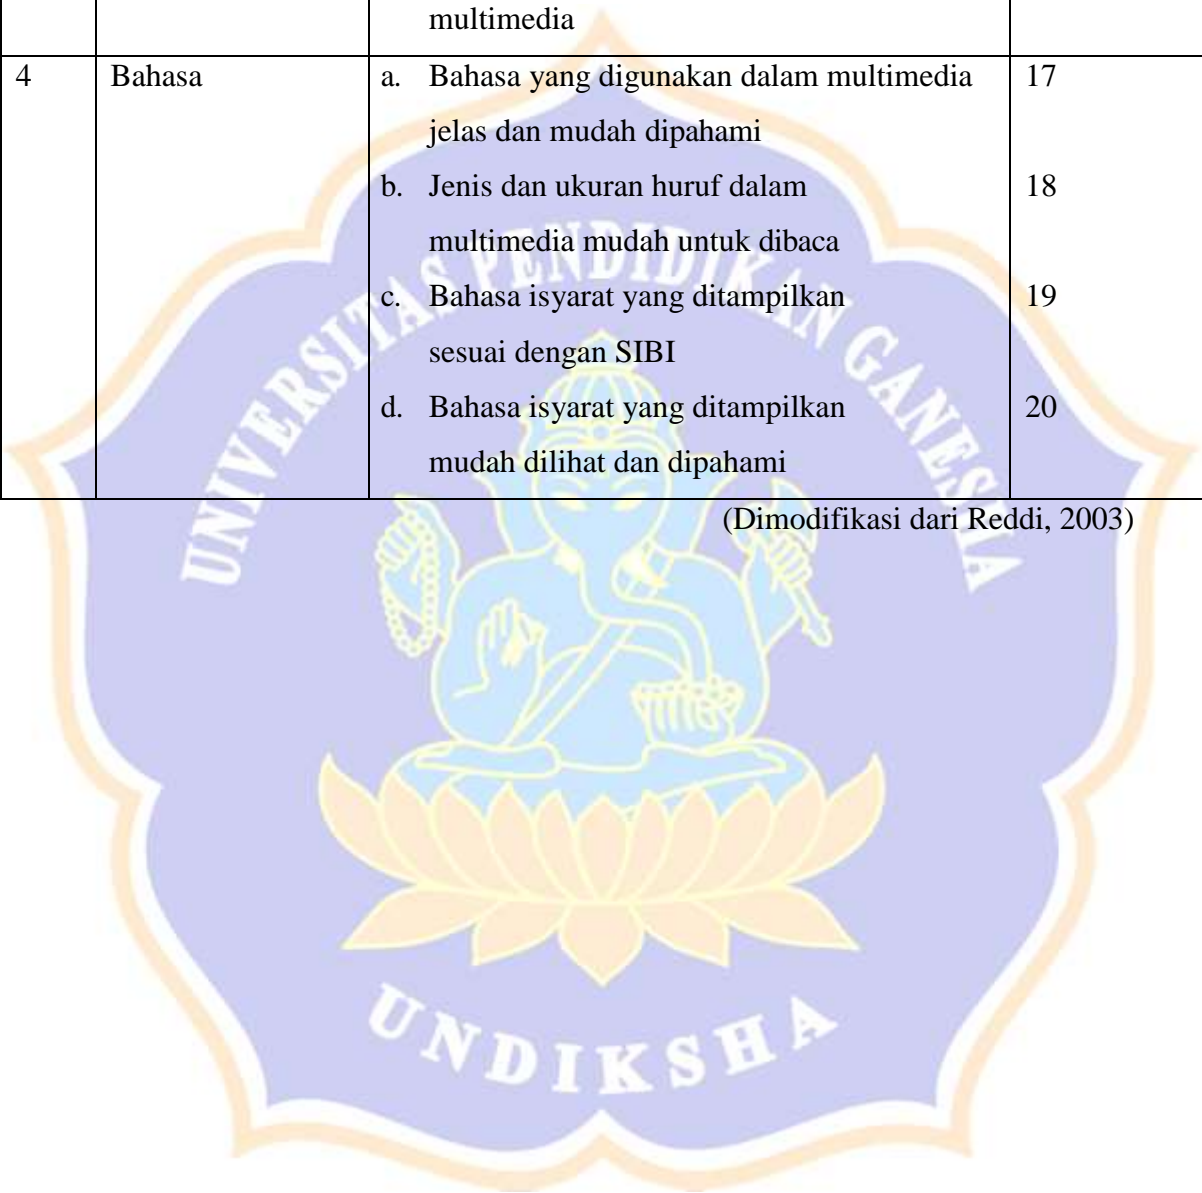 multimedia
4 Bahasa a. Bahasa yang digunakan dalam multimedia 17
jelas dan mudah dipahami
b. Jenis dan ukuran huruf dalam 18
multimedia mudah untuk dibaca
c. Bahasa isyarat yang ditampilkan 19
sesuai dengan SIBI
d. Bahasa isyarat yang ditampilkan 20
mudah dilihat dan dipahami
(Dimodifikasi dari Reddi, 2003)
UNIVERSITAS PENDIDIKAN GANESHA
UNDIKSHA